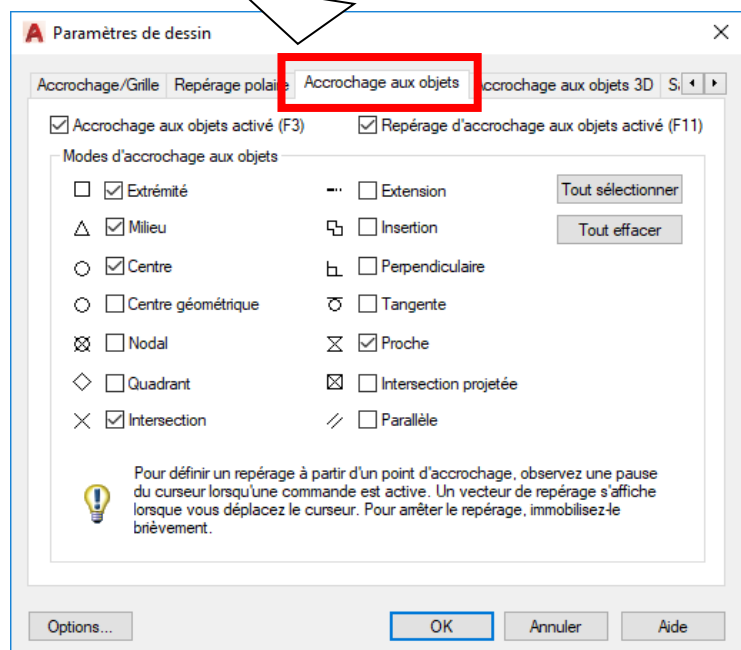 Paramètres de dessin
Accrochage/Grille Repérage polaire Accrochage aux objets Accrochage aux objets 3D S
Accrochage aux objets activé (F3) Repérage d'accrochage aux objets activé (F11)
Modes d'accrochage aux objets
Extrémité Extension Tout sélectionner
Milieu Insertion Tout effacer
Centre Perpendiculaire
Centre géométrique Tangente
Nodal Proche
Quadrant Intersection projetée
Intersection Parallèle
Pour définir un repérage à partir d'un point d'accrochage, observez une pause
du curseur lorsqu'une commande est active. Un vecteur de repérage s'affiche
lorsque vous déplacez le curseur. Pour arrêter le repérage, immobilisez-le
brièvement.
Options... OK Annuler Aide